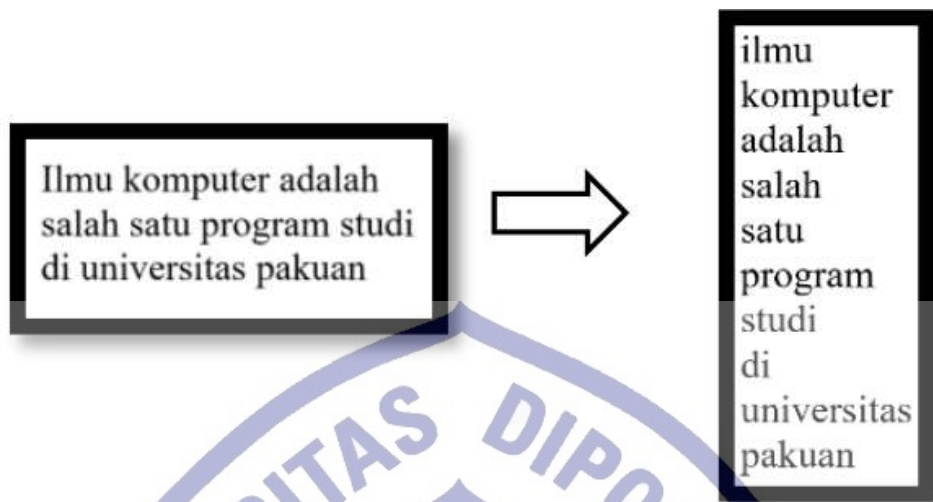 Ilmu komputer adalah
salah satu program studi
di universitas pakuan
ilmu
komputer
adalah
salah
satu
program
studi
di
universitas
pakuan
ITAS DIPO